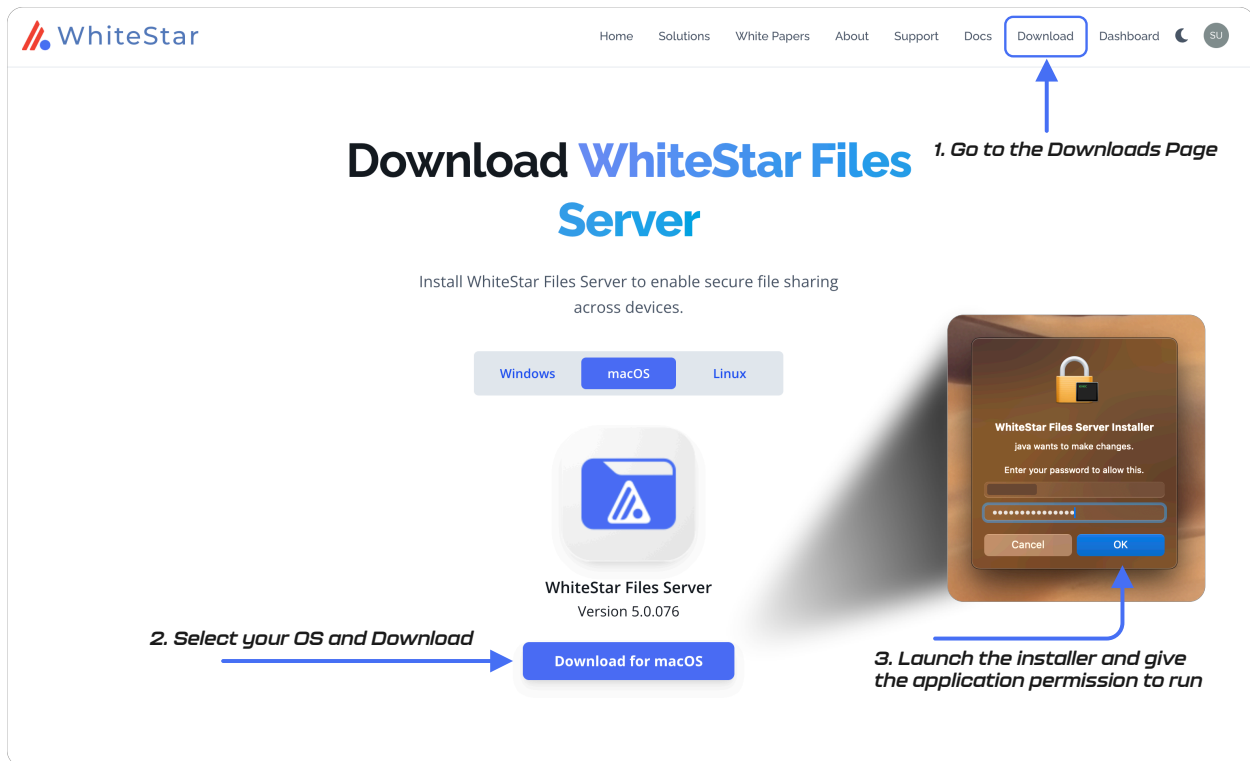 WhiteStar
Home Solutions White Papers About Support Docs Download Dashboard SU
1. Go to the Downloads Page
Download WhiteStar Files
Server
Install WhiteStar Files Server to enable secure file sharing
across devices.
Windows macOS Linux
WhiteStar Files Server
Version 5.0.076
2. Select your OS and Download
Download for macOS
WhiteStar Files Server Installer
java wants to make changes.
Enter your password to allow this.
Cancel OK
3. Launch the installer and give
the application permission to run